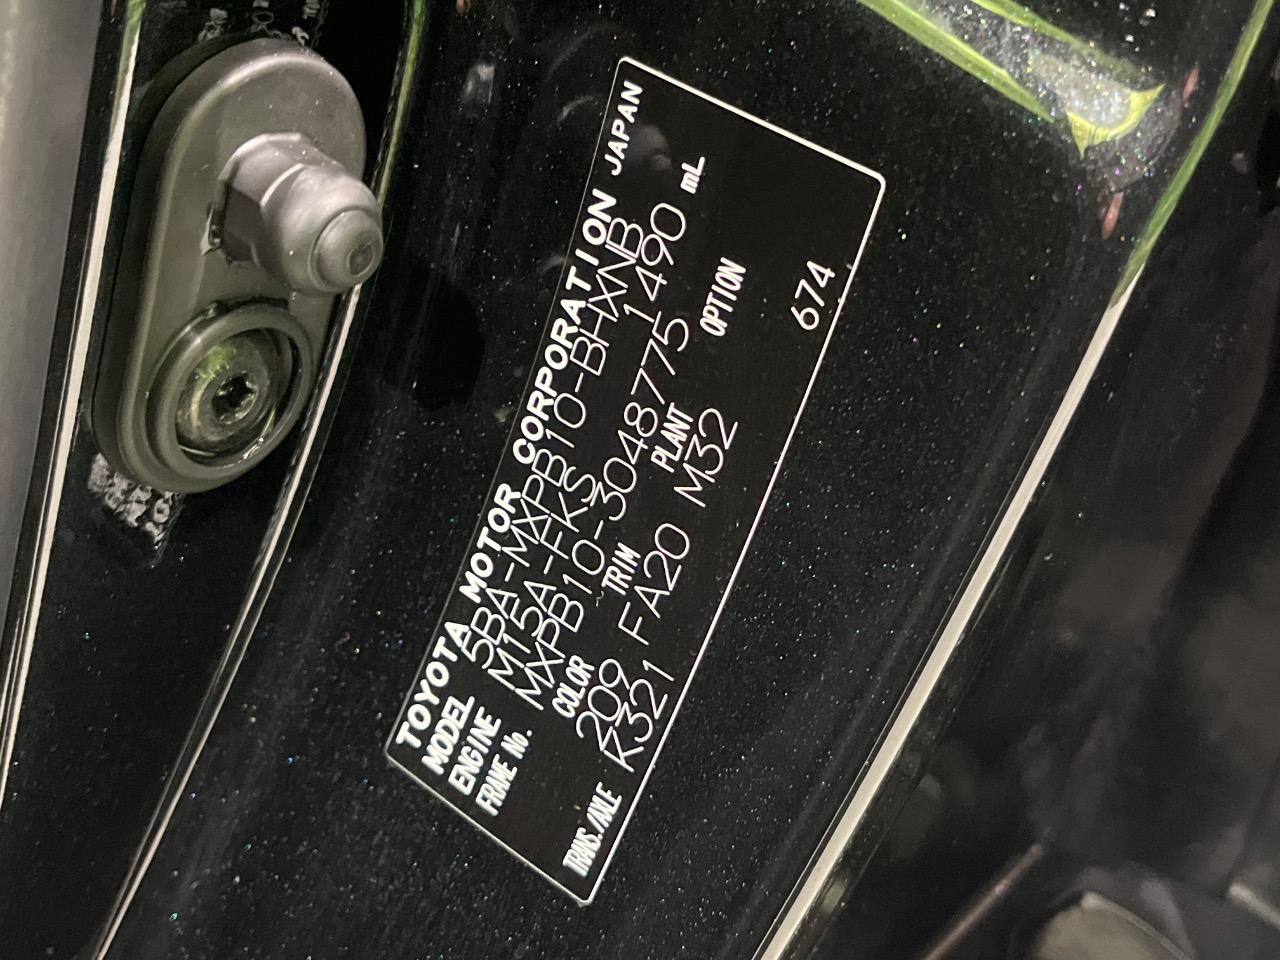 TOYOTA MOTOR CORPORATION JAPAN
MODEL 5BA-MXPB10-BHXNB
ENGINE M15A-FKS 1490 mL
FRAME No. MXPB10-3048775
COLOR TRIM PLANT OPTION
209 FA20 M32
TRANS./AXLE K321 674